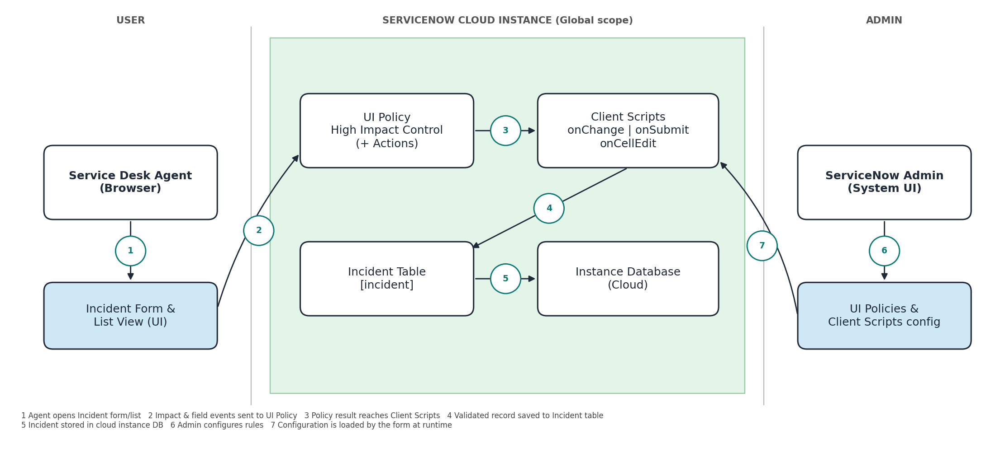 USER
SERVICENOW CLOUD INSTANCE (Global scope)
ADMIN
UI Policy
High Impact Control
(+ Actions)
3
Client Scripts
onChange | onSubmit
onCellEdit
Service Desk Agent
(Browser)
ServiceNow Admin
(System UI)
4
2
7
1
6
Incident Table
[incident]
5
Instance Database
(Cloud)
Incident Form &
List View (UI)
UI Policies &
Client Scripts config
1 Agent opens Incident form/list   2 Impact & field events sent to UI Policy   3 Policy result reaches Client Scripts   4 Validated record saved to Incident table
5 Incident stored in cloud instance DB   6 Admin configures rules   7 Configuration is loaded by the form at runtime